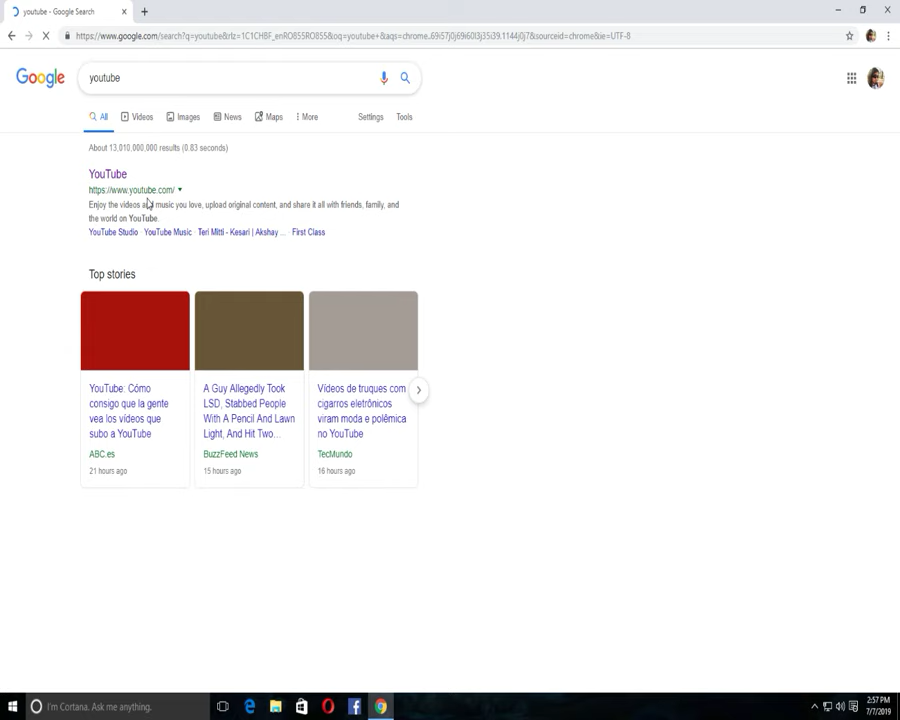 youtube - Google Search
https://www.google.com/search?q=youtube&rlz=1C1CHBF_enRO855RO855&oq=youtube+&aqs=chrome..69i57j0j69i60l3j35i39.1144j0j7&sourceid=chrome&ie=UTF-8
Google
youtube
All Videos Images News Maps More Settings Tools
About 13,010,000,000 results (0.83 seconds)
YouTube
https://www.youtube.com/
Enjoy the videos and music you love, upload original content, and share it all with friends, family, and
the world on YouTube.
YouTube Studio · YouTube Music · Teri Mitti - Kesari | Akshay ... · First Class
Top stories
YouTube: Cómo
consigo que la gente
vea los vídeos que
subo a YouTube
ABC.es
21 hours ago
A Guy Allegedly Took
LSD, Stabbed People
With A Pencil And Lawn
Light, And Hit Two...
BuzzFeed News
15 hours ago
Vídeos de truques com
cigarros eletrônicos
viram moda e polêmica
no YouTube
TecMundo
16 hours ago
I'm Cortana. Ask me anything.
2:57 PM
7/7/2019